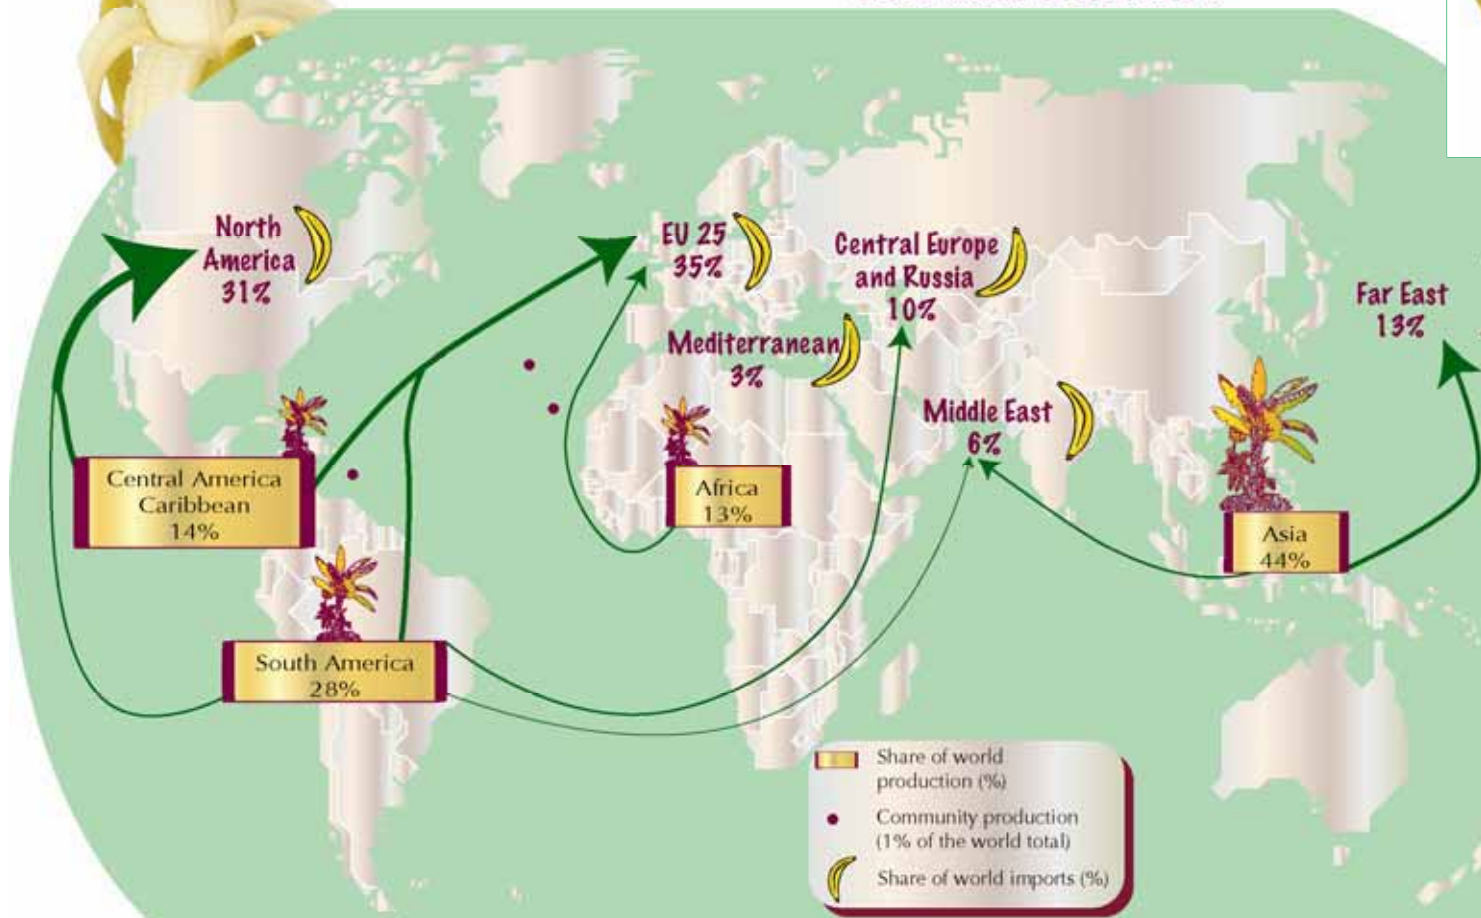 North
America
31%
EU 25
35%
Central Europe
and Russia
10%
Far East
13%
Mediterranean
3%
Middle East
6%
Central America
Caribbean
14%
Africa
13%
Asia
44%
South America
28%
Share of world
production (%)
Community production
(1% of the world total)
Share of world imports (%)